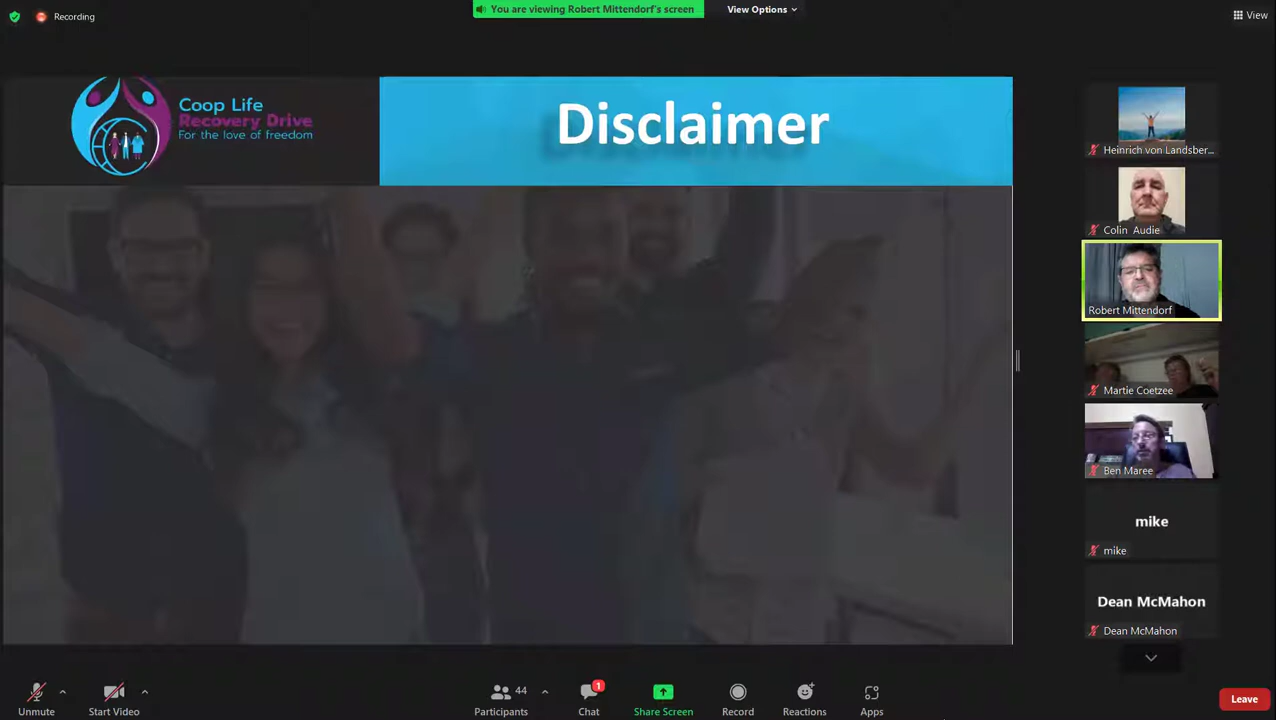 Recording
You are viewing Robert Mittendorf's screen
View Options
View
Coop Life
Recovery Drive
For the love of freedom
Disclaimer
Heinrich von Landsber...
Colin Audie
Robert Mittendorf
Martie Coetzee
Ben Maree
mike
mike
Dean McMahon
Dean McMahon
Unmute
Start Video
44
Participants
1
Chat
Share Screen
Record
Reactions
Apps
Leave